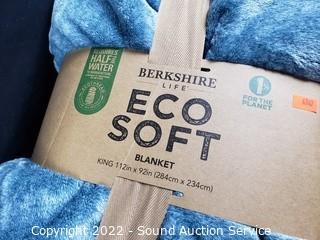 REQUIRES
HALF THE
WATER
BERKSHIRE
LIFE
1%
FOR THE
PLANET
ECO
SOFT
BLANKET
KING 112in x 92in (284cm x 234cm)
Copyright 2022 - Sound Auction Service